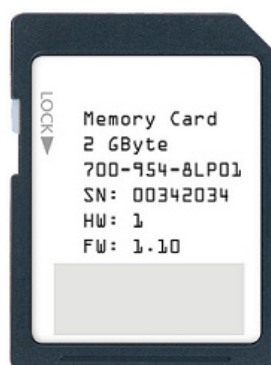 LOCK
Memory Card
2 GByte
700-954-8LP01
SN: 00342034
HW: 1
FW: 1.10